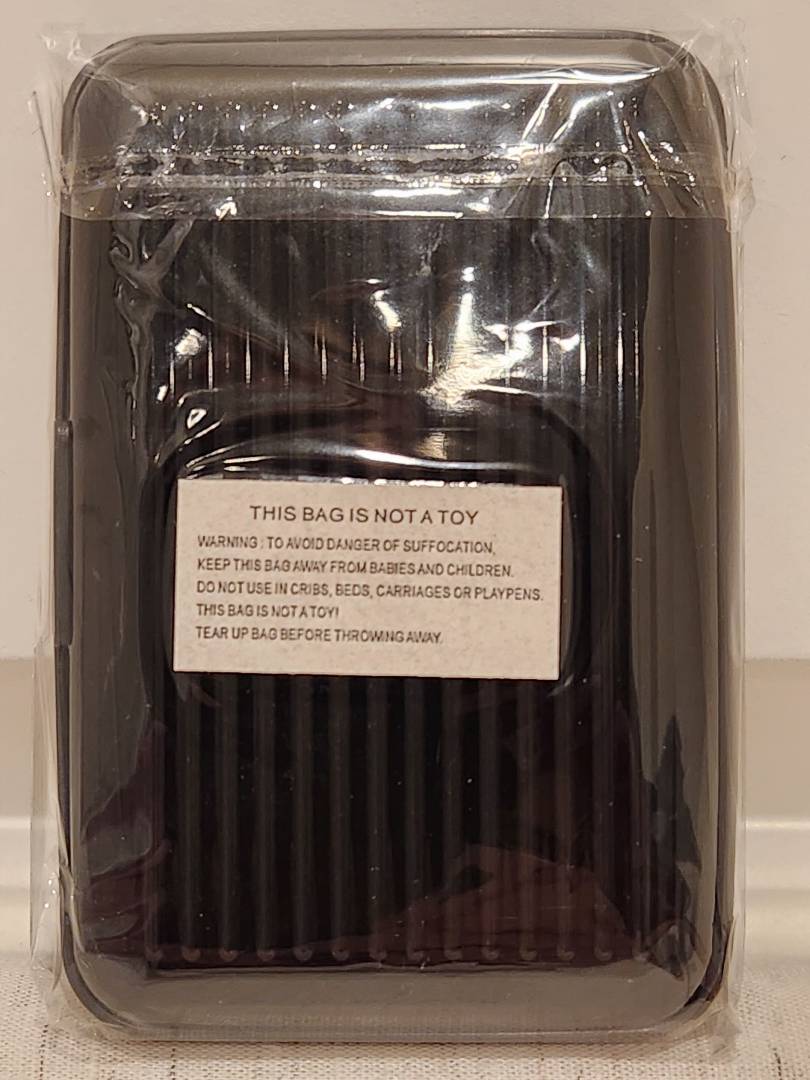 THIS BAG IS NOT A TOY
WARNING : TO AVOID DANGER OF SUFFOCATION,
KEEP THIS BAG AWAY FROM BABIES AND CHILDREN.
DO NOT USE IN CRIBS, BEDS, CARRIAGES OR PLAYPENS.
THIS BAG IS NOT A TOY!
TEAR UP BAG BEFORE THROWING AWAY.